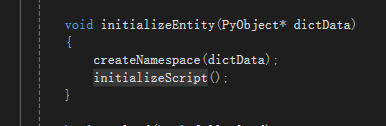 void initializeEntity(PyObject* dictData)
{
createNamespace(dictData);
initializeScript();
}